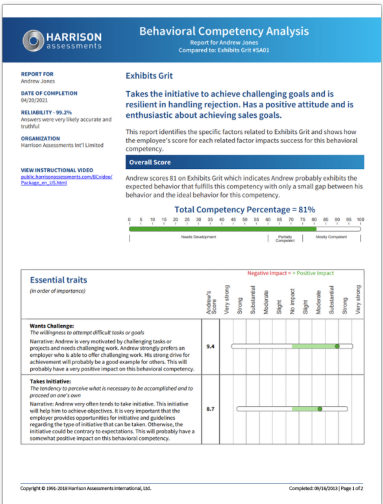 HARRISON
assessments
Behavioral Competency Analysis
Report for Andrew Jones
Compared to: Exhibits Grit #SA01
REPORT FOR
Andrew Jones
DATE OF COMPLETION
04/20/2021
RELIABILITY - 99.2%
Answers were very likely accurate and
truthful
ORGANIZATION
Harrison Assessments Int'l Limited
VIEW INSTRUCTIONAL VIDEO
Package_en_US.html
Exhibits Grit
Takes the initiative to achieve challenging goals and is
resilient in handling rejection. Has a positive attitude and is
enthusiastic about achieving sales goals.
This report identifies the specific factors related to Exhibits Grit and shows how
the employee's score for each related factor impacts success for this behavioral
competency.
Overall Score
Andrew scores 81 on Exhibits Grit which indicates Andrew probably exhibits the
expected behavior that fulfills this competency with only a small gap between his
behavior and the ideal behavior for this competency.
Total Competency Percentage = 81%
0 5 10 15 20 25 30 35 40 45 50 55 60 65 70 75 80 85 90 95 100
Needs Development
Partially
Competent
Mostly Competent
Essential traits
(in order of importance)
Negative Impact = = Positive Impact
Andrew's
Score
Very strong
Strong
Substantial
Moderate
Slight
No impact
Slight
Moderate
Substantial
Strong
Very strong
Wants Challenge:
The willingness to attempt difficult tasks or goals
Narrative: Andrew is very motivated by challenging tasks or
projects and needs challenging work. Andrew strongly prefers an
employer who is able to offer challenging work. His strong drive for
achievement will probably be a good example for others. This will
probably have a very positive impact on this behavioral competency.
9.4
Takes Initiative:
The tendency to perceive what is necessary to be accomplished and to
proceed on one's own
Narrative: Andrew very often tends to take initiative. This initiative
will help him to achieve objectives. It is very important that the
employer provides opportunities for initiative and guidelines
regarding the type of initiative that can be taken. Otherwise, the
initiative could be contrary to expectations. This will probably have a
somewhat positive impact on this behavioral competency.
8.7
Copyright © 1991-2018 Harrison Assessments International, Ltd.
Completed: 09/16/2013 | Page 1 of 2